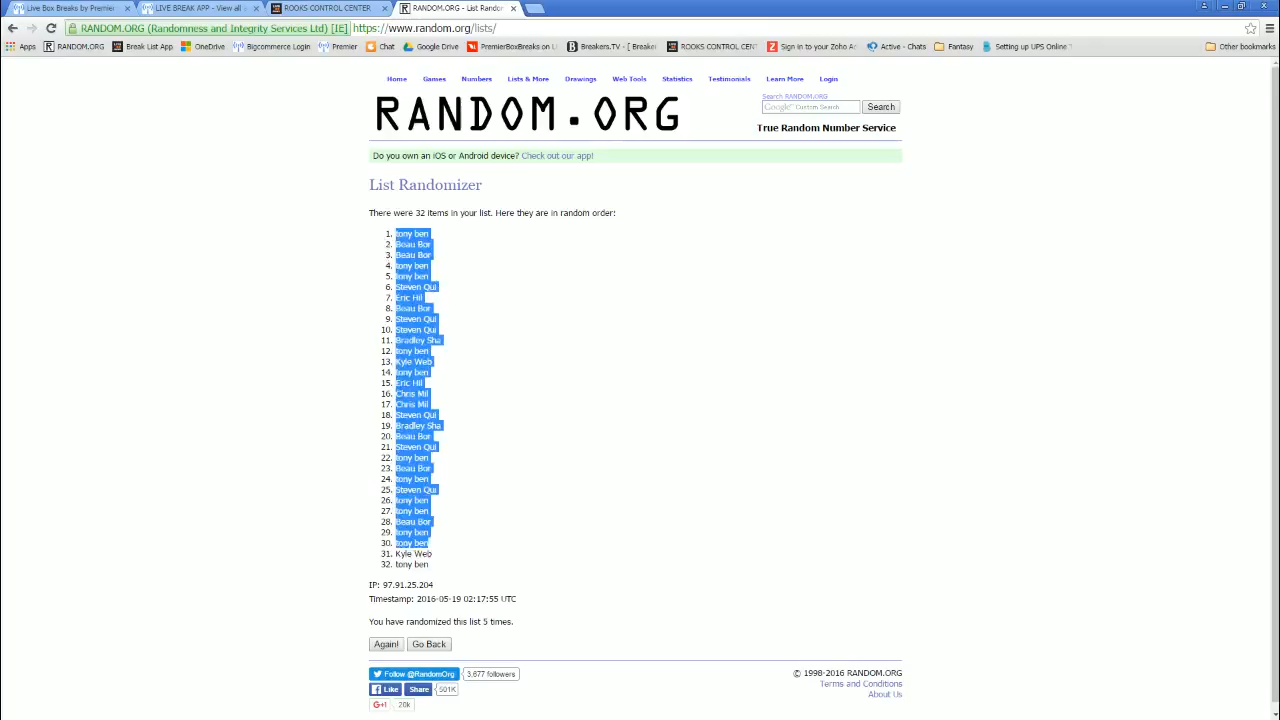 Live Box Breaks by Premier
LIVE BREAK APP - View all
ROOKS CONTROL CENTER
RANDOM.ORG - List Randor
RANDOM.ORG (Randomness and Integrity Services Ltd) [IE] https://www.random.org/lists/
Apps RANDOM.ORG Break List App OneDrive Bigcommerce Login Premier Chat Google Drive PremierBoxBreaks on Li Breakers.TV - [ Breaker ROOKS CONTROL CENT Sign in to your Zoho A Active - Chats Fantasy Setting up UPS Online T Other bookmarks
Home Games Numbers Lists & More Drawings Web Tools Statistics Testimonials Learn More Login
RANDOM.ORG
Search RANDOM.ORG
Google™ Custom Search Search
True Random Number Service
Do you own an iOS or Android device? Check out our app!
List Randomizer
There were 32 items in your list. Here they are in random order:
1. tony ben
2. Beau Bor
3. Beau Bor
4. tony ben
5. tony ben
6. Steven Qui
7. Eric Hil
8. Beau Bor
9. Steven Qui
10. Steven Qui
11. Bradley Sha
12. tony ben
13. Kyle Web
14. tony ben
15. Eric Hil
16. Chris Mil
17. Chris Mil
18. Steven Qui
19. Bradley Sha
20. Beau Bor
21. Steven Qui
22. tony ben
23. Beau Bor
24. tony ben
25. Steven Qui
26. tony ben
27. tony ben
28. Beau Bor
29. tony ben
30. tony ben
31. Kyle Web
32. tony ben
IP: 97.91.25.204
Timestamp: 2016-05-19 02:17:55 UTC
You have randomized this list 5 times.
Again! Go Back
Follow @RandomOrg 3,677 followers
Like Share 501K
G+1 20k
© 1998-2016 RANDOM.ORG
Terms and Conditions
About Us